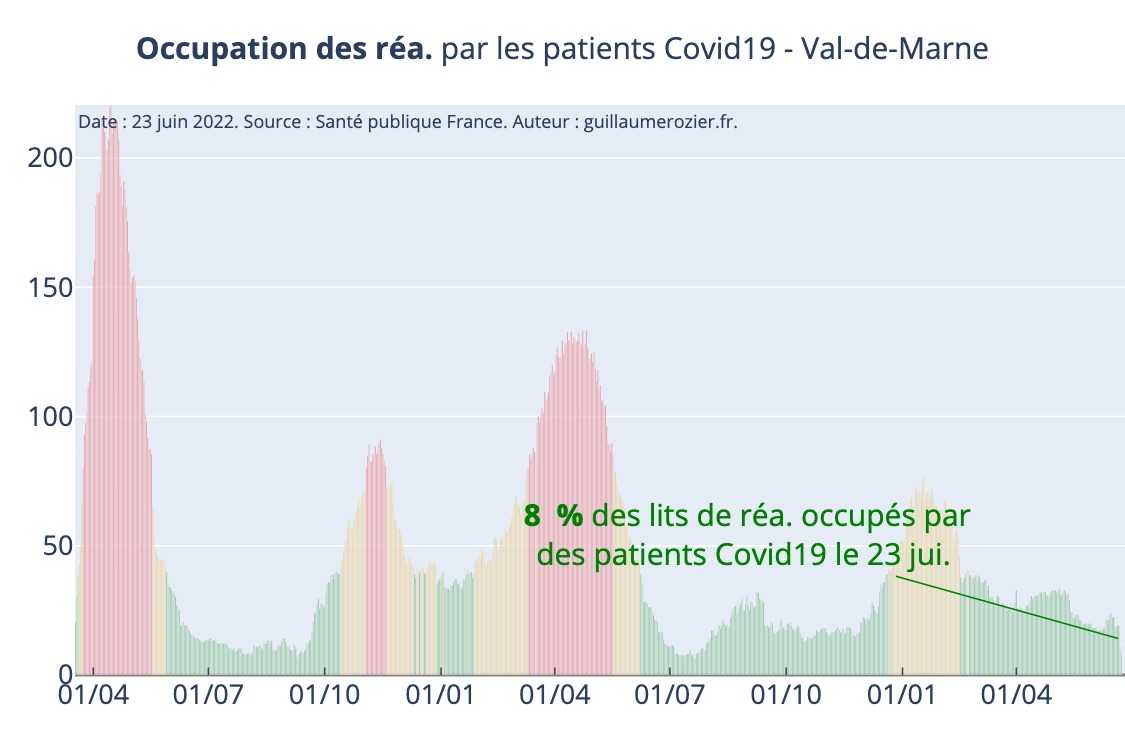 Occupation des réa. par les patients Covid19 - Val-de-Marne
Date : 23 juin 2022. Source : Santé publique France. Auteur : guillaumerozier.fr.
200
150
100
50
0
8 % des lits de réa. occupés par
des patients Covid19 le 23 jui.
01/04 01/07 01/10 01/01 01/04 01/07 01/10 01/01 01/04